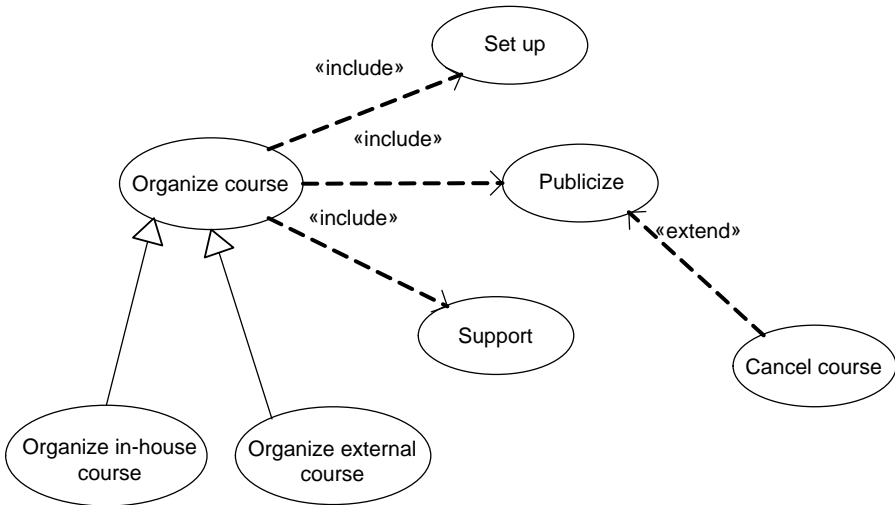 Set up
«include»
«include»
Organize course
Publicize
«include»
«extend»
Support
Cancel course
Organize in-house
course
Organize external
course